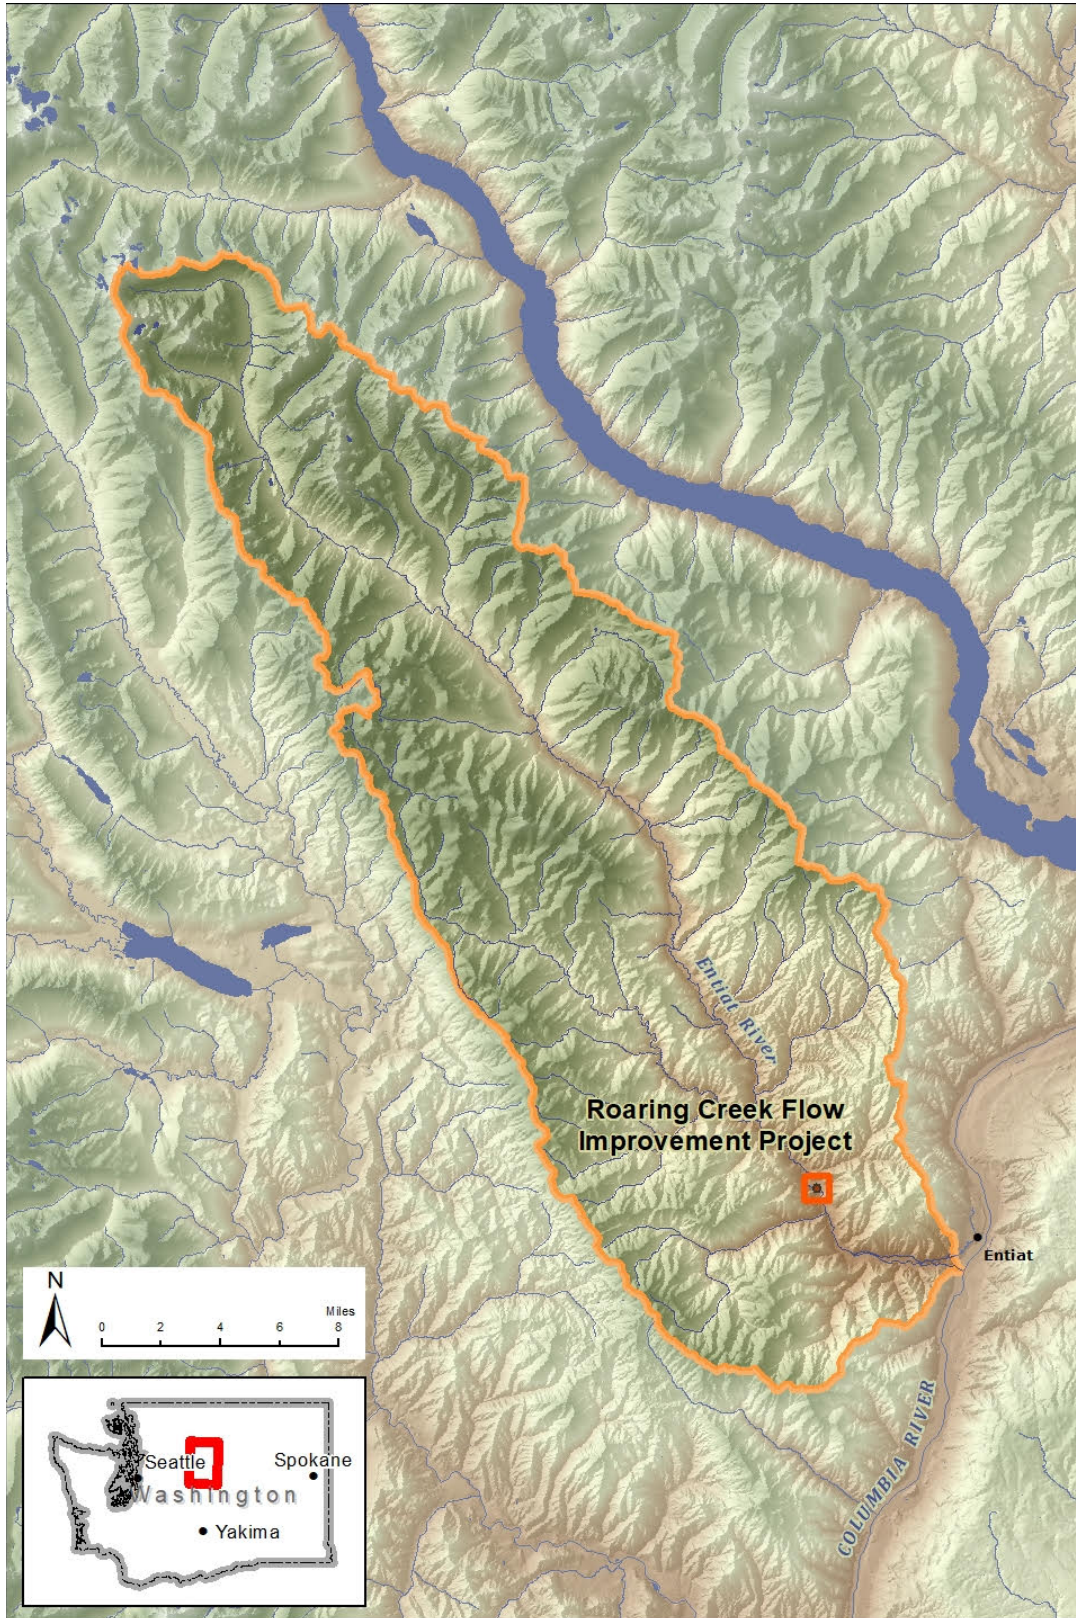 Entiat River
Roaring Creek Flow
Improvement Project
Entiat
COLUMBIA RIVER
N
Miles
0 2 4 6 8
Seattle
Spokane
Washington
Yakima